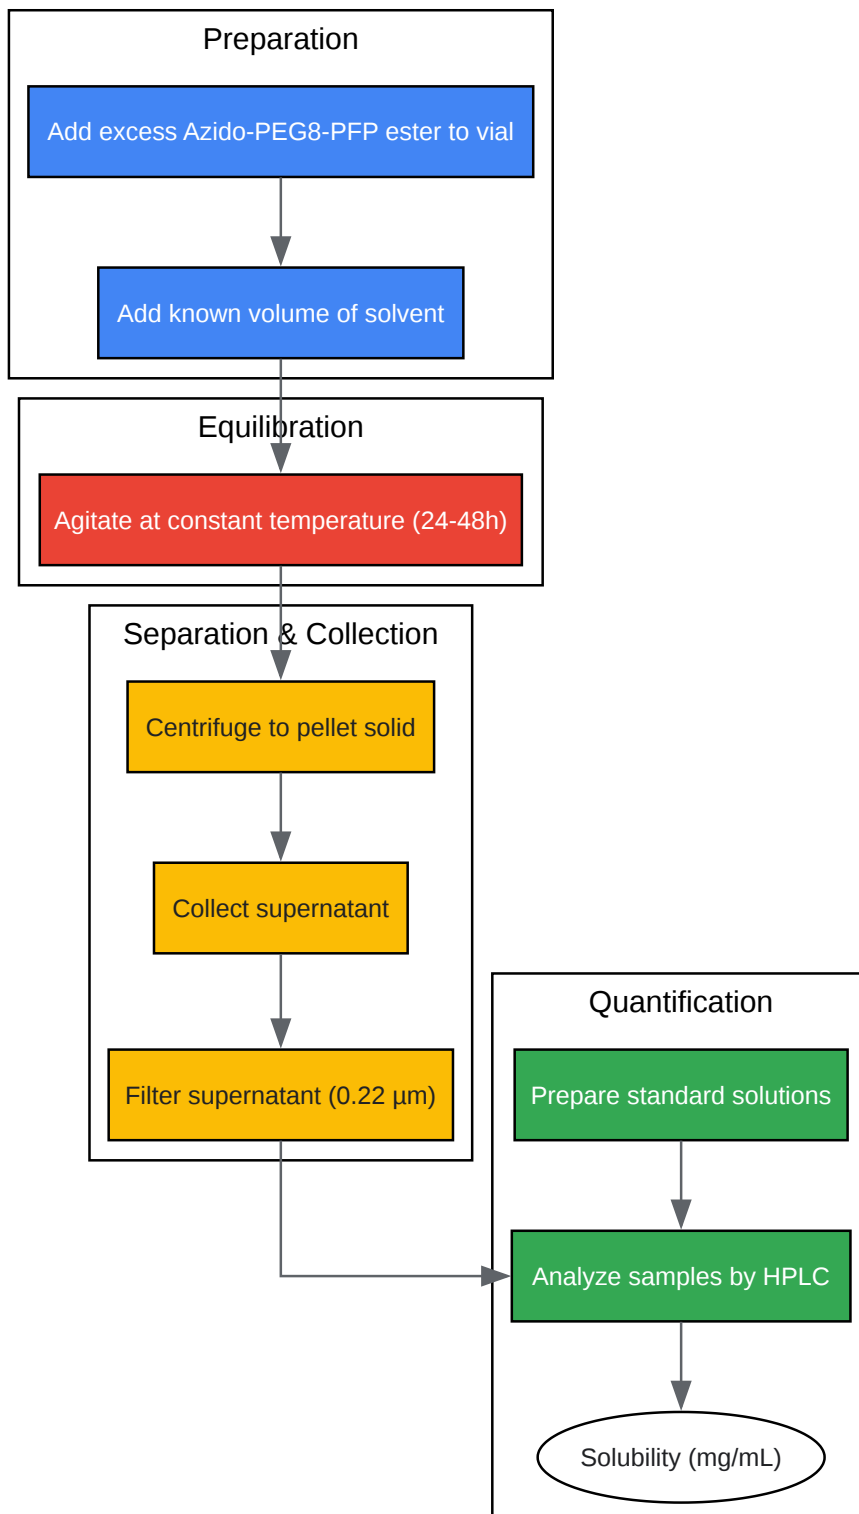 Preparation
Add excess Azido-PEG8-PFP ester to vial
Add known volume of solvent
Equilibration
Agitate at constant temperature (24-48h)
Separation & Collection
Centrifuge to pellet solid
Collect supernatant
Filter supernatant (0.22 µm)
Quantification
Prepare standard solutions
Analyze samples by HPLC
Solubility (mg/mL)